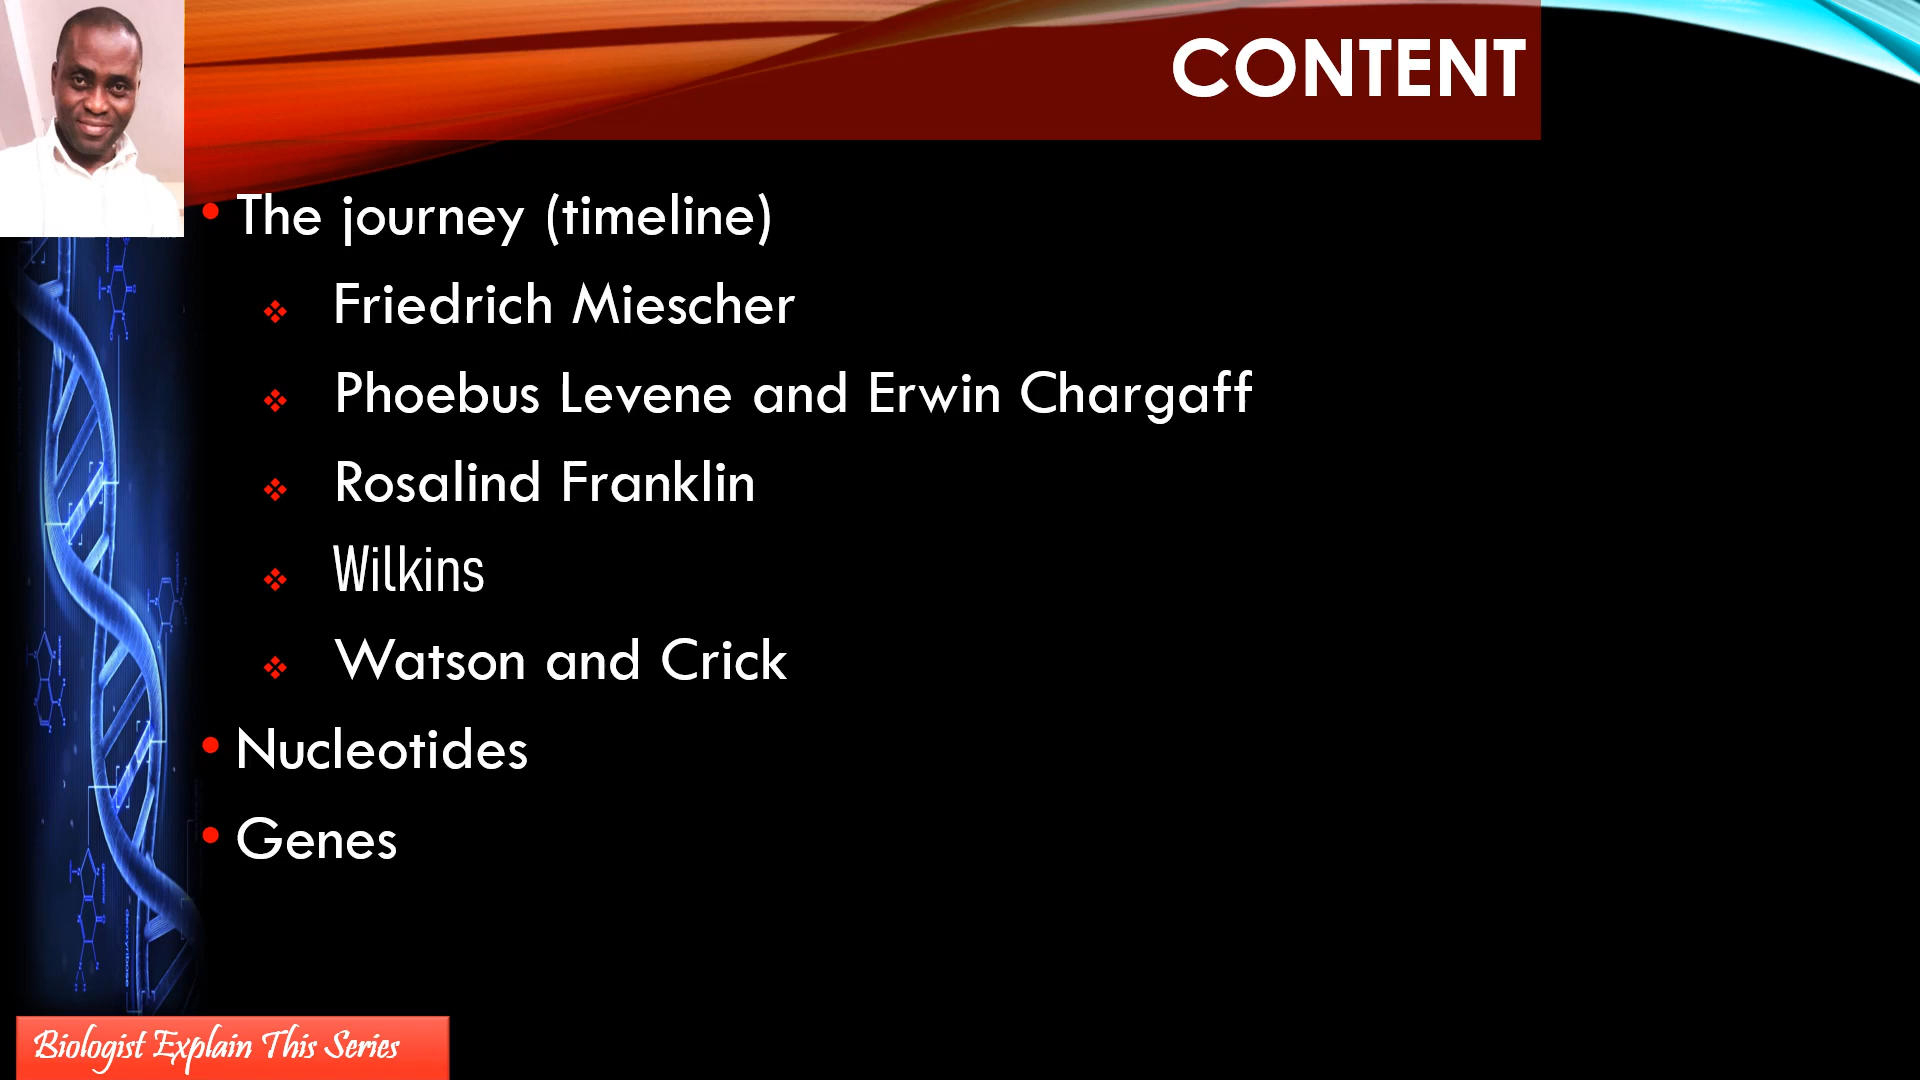 CONTENT
• The journey (timeline)
❖ Friedrich Miescher
❖ Phoebus Levene and Erwin Chargaff
❖ Rosalind Franklin
❖ Wilkins
❖ Watson and Crick
• Nucleotides
• Genes
deoxyribose
Biologist Explain This Series